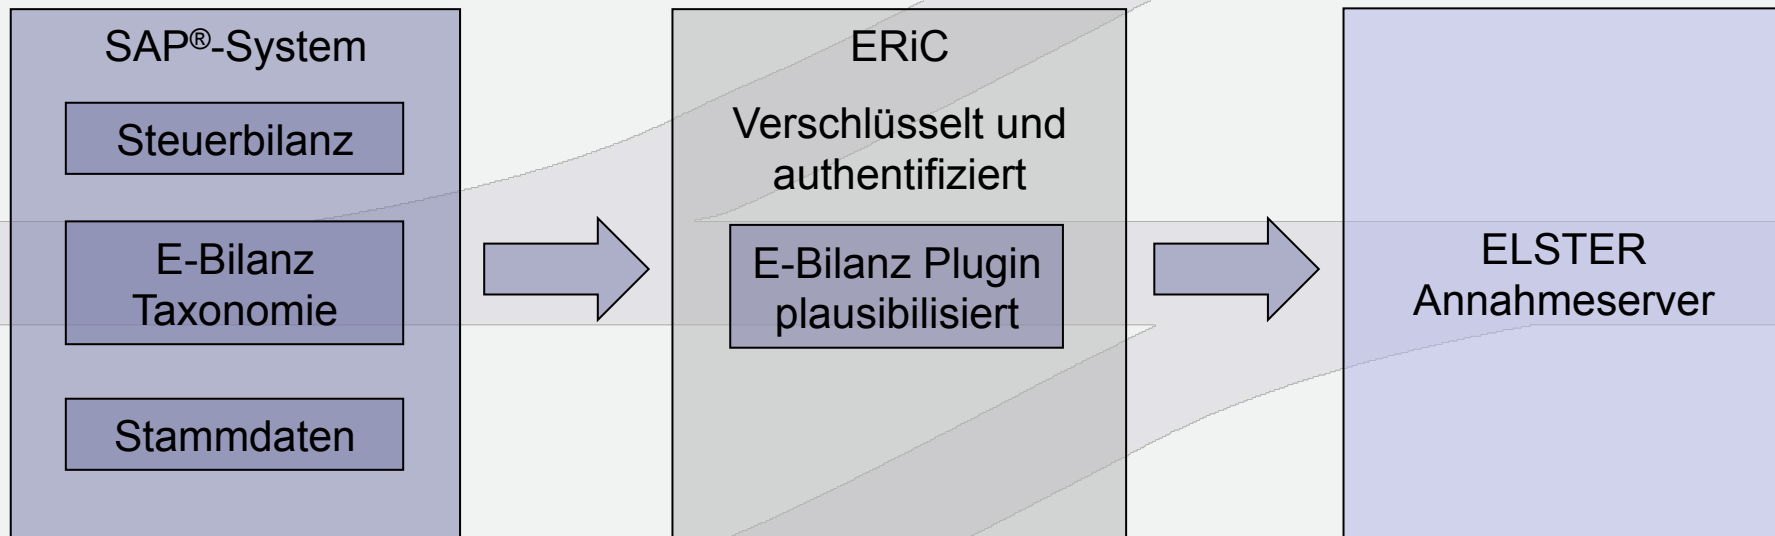 SAP®-System
Steuerbilanz
E-Bilanz
Taxonomie
Stammdaten
ERiC
Verschlüsselt und
authentifiziert
E-Bilanz Plugin
plausibilisiert
ELSTER
Annahmeserver